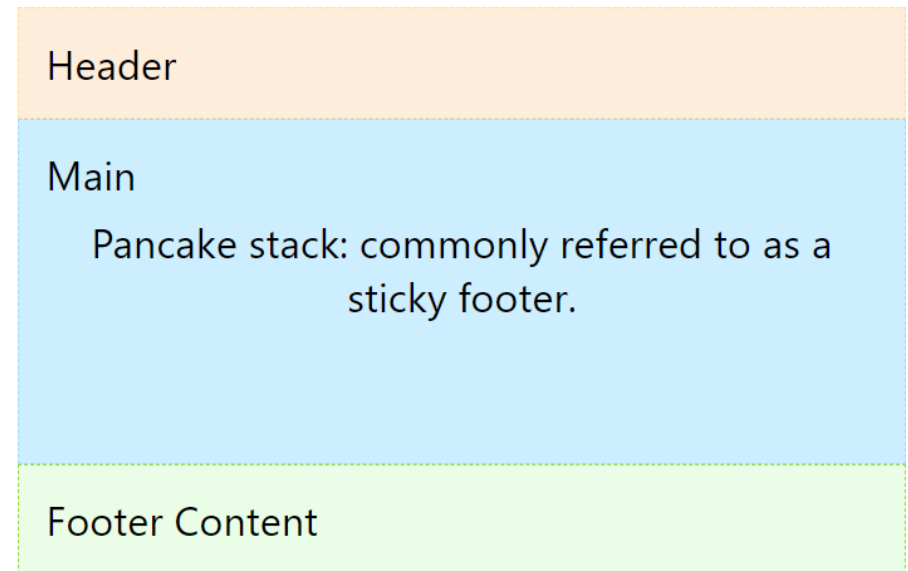 Header
Main
Pancake stack: commonly referred to as a
sticky footer.
Footer Content